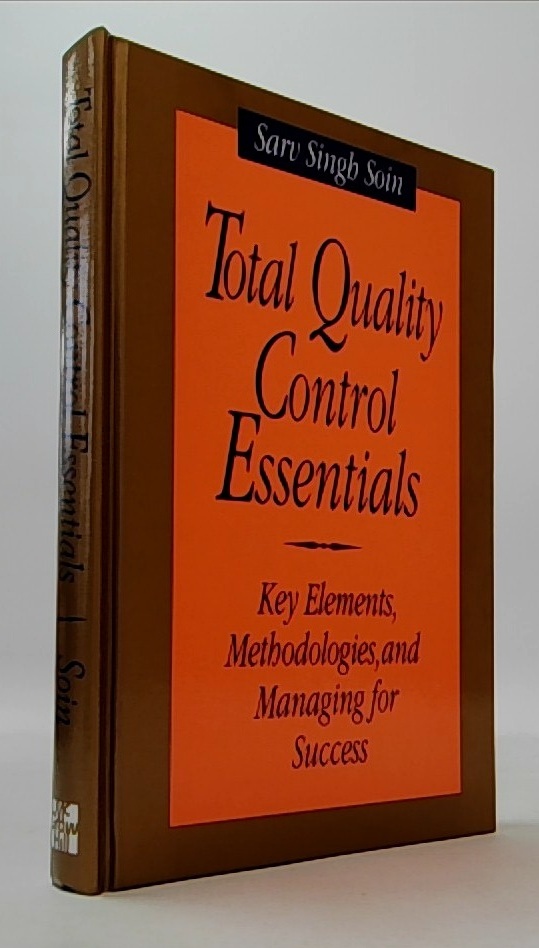 Sarv Singh Soin
Total Quality
Control
Essentials
Key Elements,
Methodologies, and
Managing for
Success
Total Quality Control Essentials | Soin